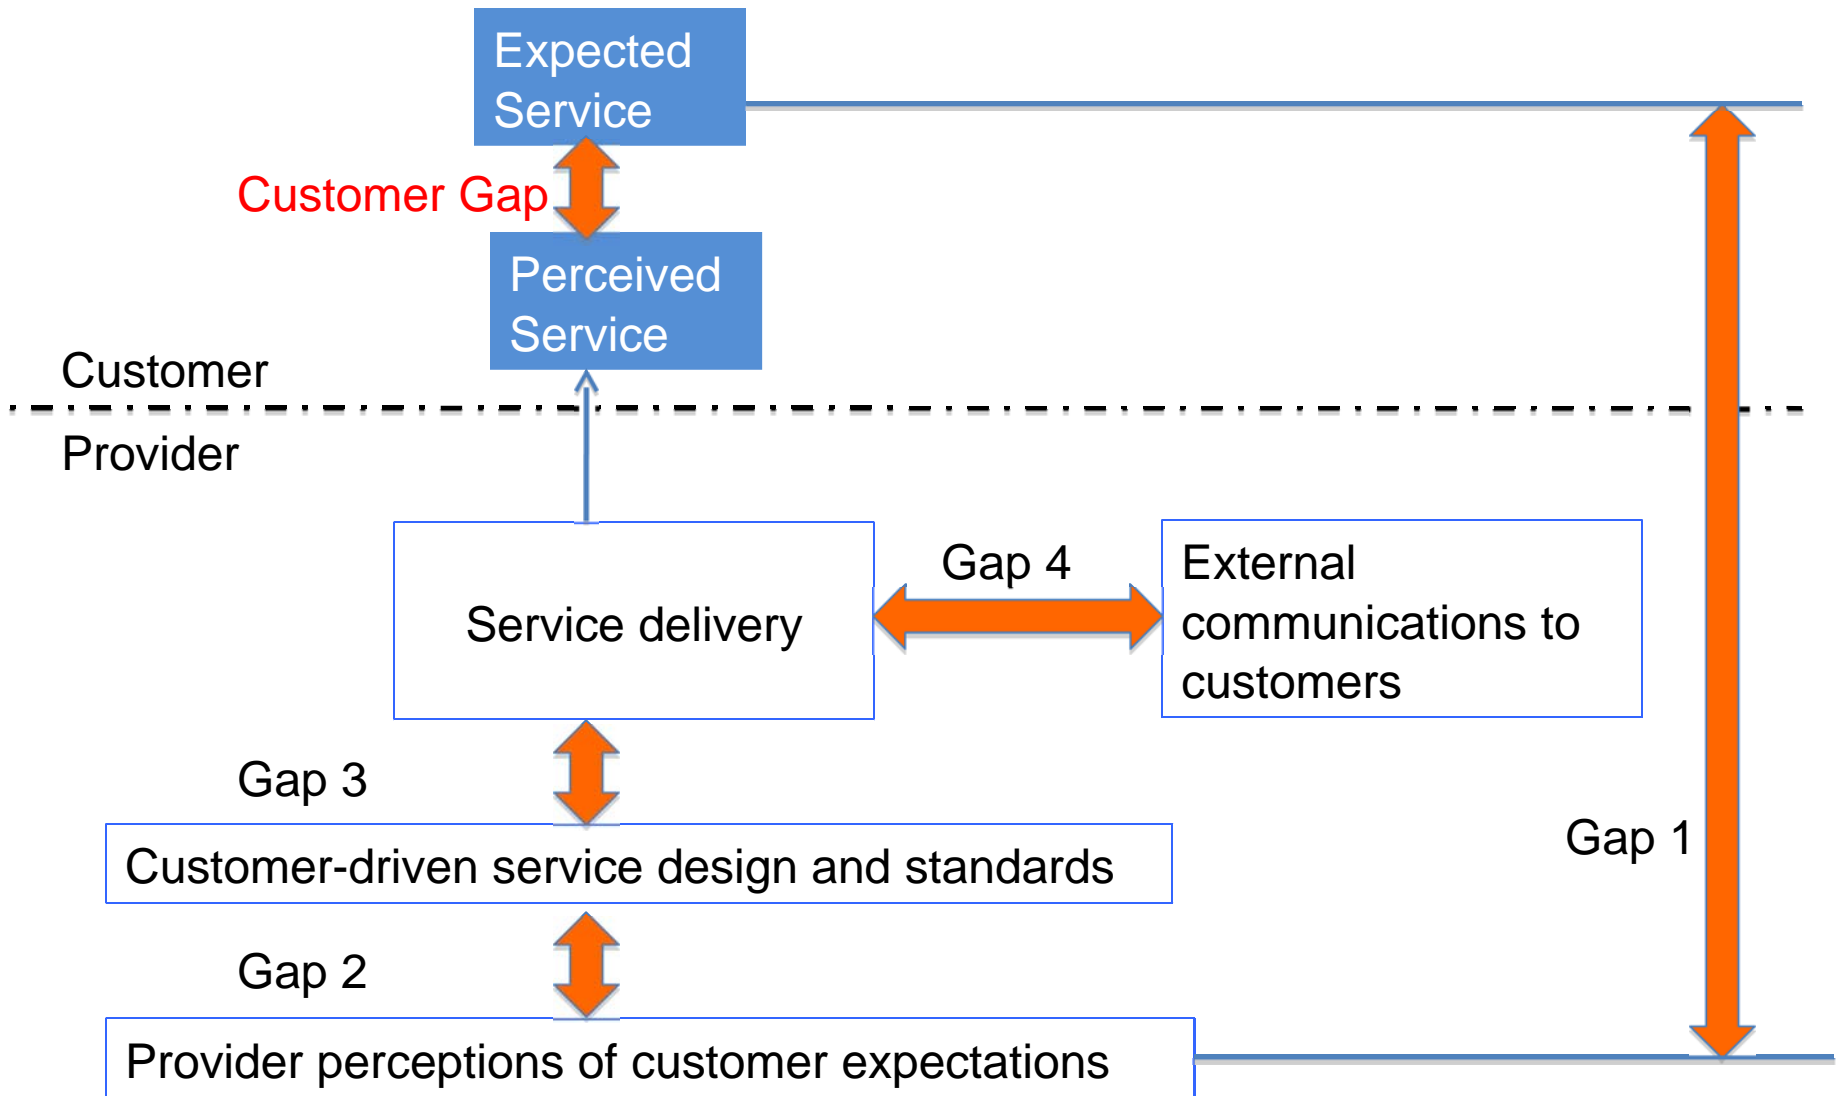 Expected
Service
Customer Gap
Perceived
Service
Customer
Provider
Service delivery
Gap 4
External
communications to
customers
Gap 3
Gap 1
Customer-driven service design and standards
Gap 2
Provider perceptions of customer expectations